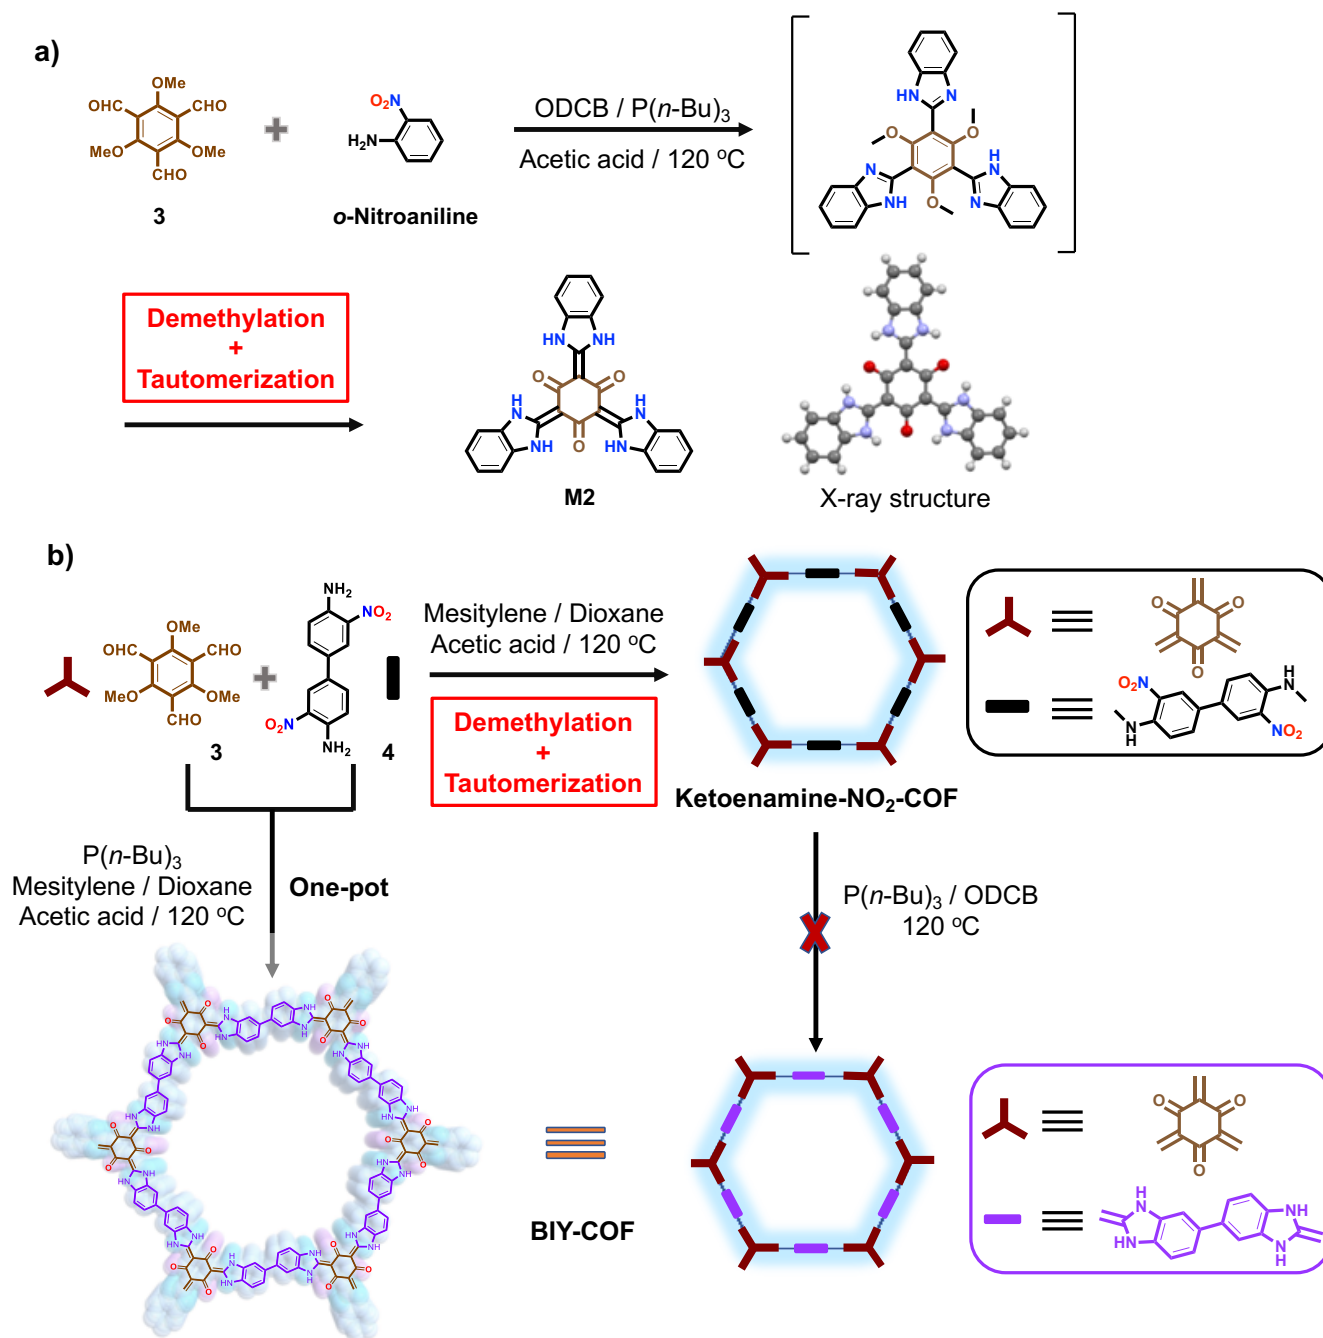 a)
OMe
OHC
CHO
MeO
OMe
CHO
3
O₂N
H₂N
o-Nitroaniline
ODCB / P(n-Bu)₃
Acetic acid / 120 °C
HN
N
O
O
N
NH
O
H
N
N
Demethylation
+
Tautomerization
HN
NH
O
O
H
N
H
N
NH
O
HN
M2
X-ray structure
b)
OMe
OHC
CHO
MeO
OMe
CHO
3
NH₂
NO₂
O₂N
NH₂
4
Mesitylene / Dioxane
Acetic acid / 120 °C
Demethylation
+
Tautomerization
Ketoenamine-NO₂-COF
O
O
O
O₂N
H
N
N
H
NO₂
P(n-Bu)₃
Mesitylene / Dioxane
Acetic acid / 120 °C
One-pot
P(n-Bu)₃ / ODCB
120 °C
BIY-COF
O
O
O
H
N
HN
NH
N
H